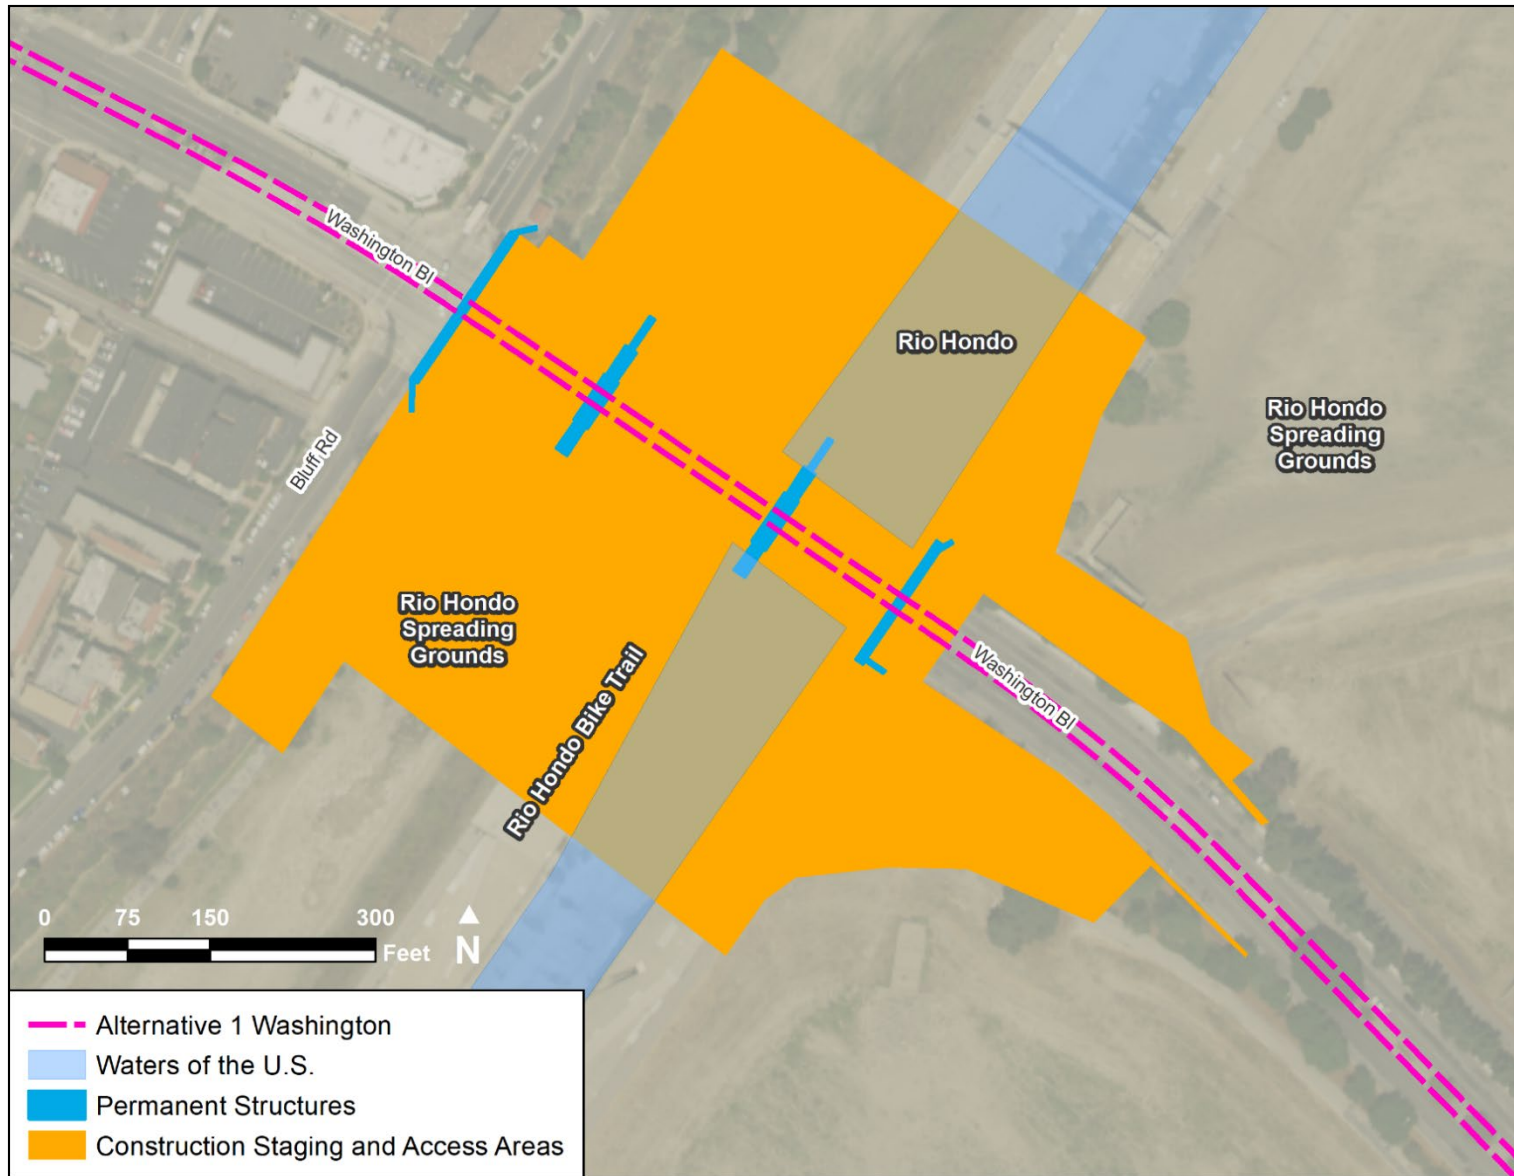 Washington Bl
Rio Hondo
Rio Hondo
Spreading
Grounds
Bluff Rd
Rio Hondo
Spreading
Grounds
Rio Hondo Bike Trail
Washington Bl
0 75 150 300
Feet
N
Alternative 1 Washington
Waters of the U.S.
Permanent Structures
Construction Staging and Access Areas